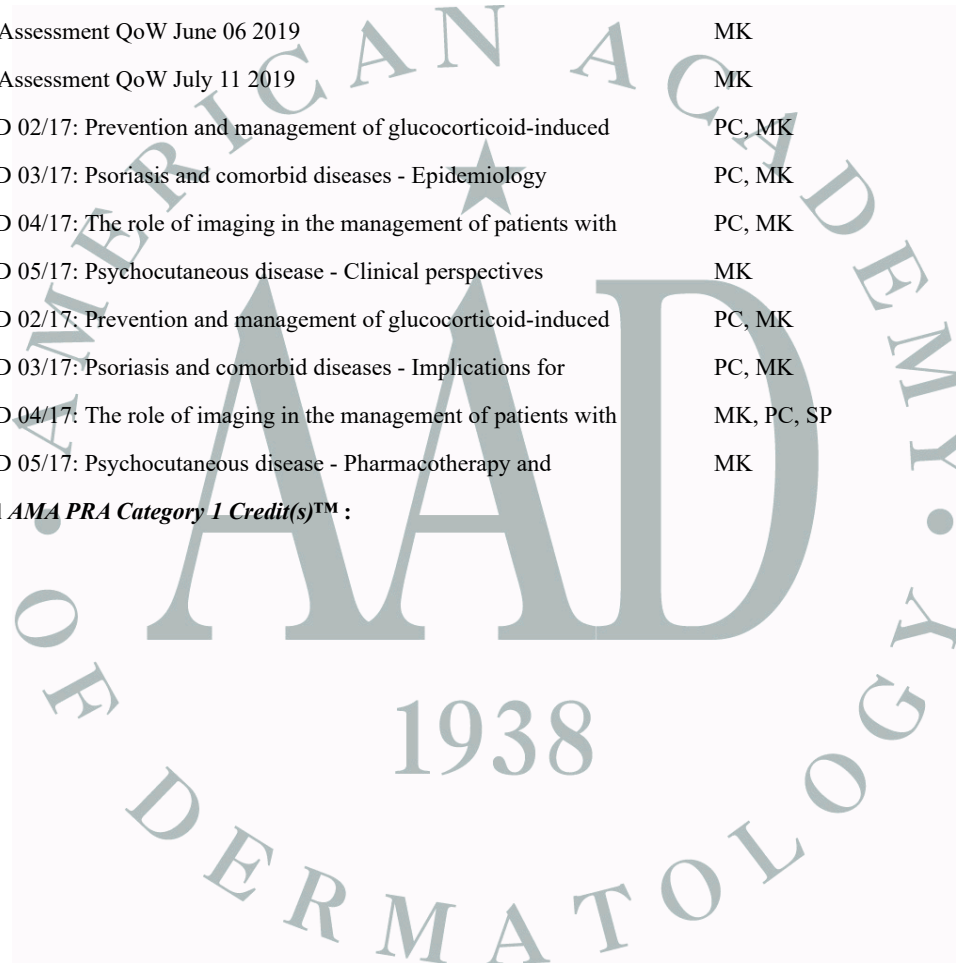 Assessment QoW June 06 2019 MK
Assessment QoW July 11 2019 MK
D 02/17: Prevention and management of glucocorticoid-induced PC, MK
D 03/17: Psoriasis and comorbid diseases - Epidemiology PC, MK
D 04/17: The role of imaging in the management of patients with PC, MK
D 05/17: Psychocutaneous disease - Clinical perspectives MK
D 02/17: Prevention and management of glucocorticoid-induced PC, MK
D 03/17: Psoriasis and comorbid diseases - Implications for PC, MK
D 04/17: The role of imaging in the management of patients with MK, PC, SP
D 05/17: Psychocutaneous disease - Pharmacotherapy and MK
AMA PRA Category 1 Credit(s)™ :
AMERICAN ACADEMY
OF DERMATOLOGY
AAD
1938